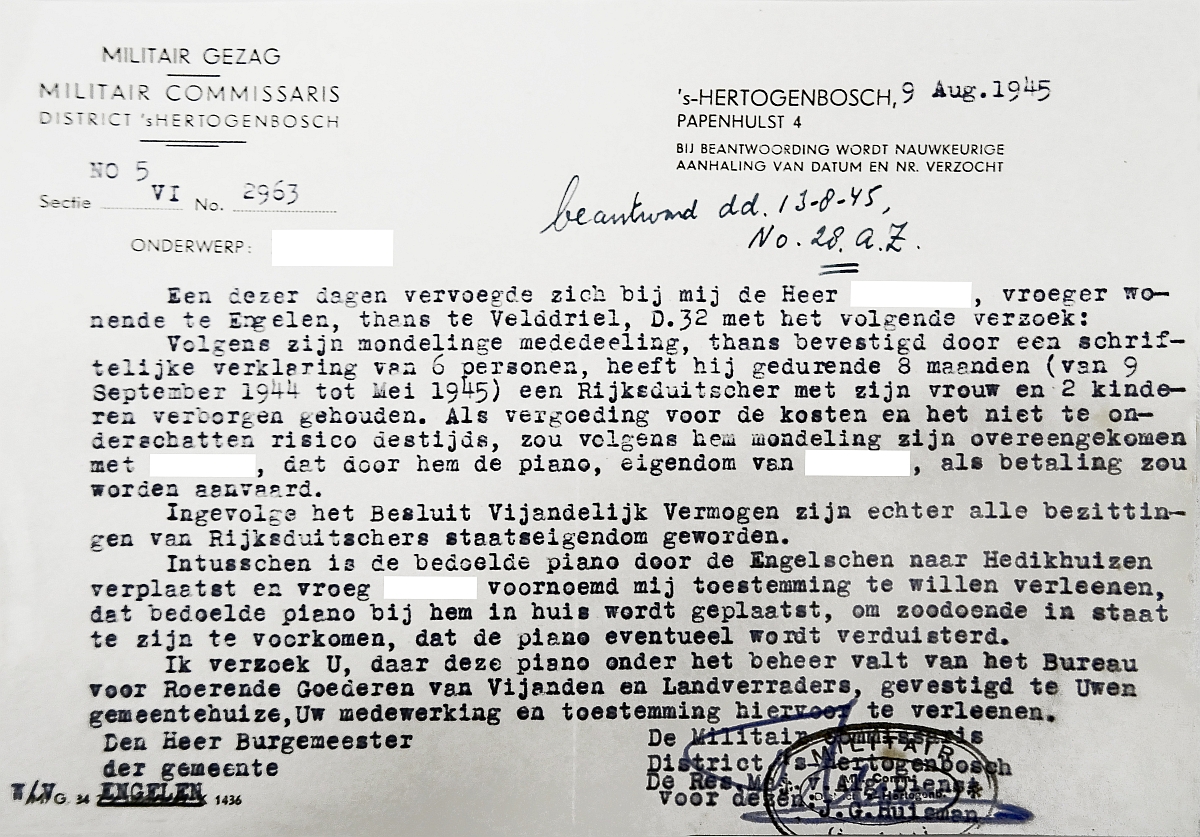 MILITAIR GEZAG
MILITAIR COMMISSARIS
DISTRICT 'sHERTOGENBOSCH
NO 5
Sectie VI No. 2963
's-HERTOGENBOSCH, 9 Aug. 1945
PAPENHULST 4
BIJ BEANTWOORDING WORDT NAUWKEURIGE
AANHALING VAN DATUM EN NR. VERZOCHT
beantwoord dd. 13-8-45,
No. 28. A.Z.
ONDERWERP:
Een dezer dagen vervoegde zich bij mij de Heer , vroeger wo-
nende te Engelen, thans te Velddriel, D.32 met het volgende verzoek:
Volgens zijn mondelinge mededeeling, thans bevestigd door een schrif-
telijke verklaring van 6 personen, heeft hij gedurende 8 maanden (van 9
September 1944 tot Mei 1945) een Rijksduitscher met zijn vrouw en 2 kinde-
ren verborgen gehouden. Als vergoeding voor de kosten en het niet te on-
derschatten risico destijds, zou volgens hem mondeling zijn overeengekomen
met , dat door hem de piano, eigendom van , als betaling zou
worden aanvaard.
Ingevolge het Besluit Vijandelijk Vermogen zijn echter alle bezittin-
gen van Rijksduitschers staatseigendom geworden.
Intusschen is de bedoelde piano door de Engelschen naar Hedikhuizen
verplaatst en vroeg voornoemd mij toestemming te willen verleenen,
dat bedoelde piano bij hem in huis wordt geplaatst, om zoodoende in staat
te zijn te voorkomen, dat de piano eventueel wordt verduisterd.
Ik verzoek U, daar deze piano onder het beheer valt van het Bureau
voor Roerende Goederen van Vijanden en Landverraders, gevestigd te Uwen
gemeentehuize,Uw medewerking en toestemming hiervoor te verleenen.
Den Heer Burgemeester
der gemeente
ENGELEN
G. 34 1436
De Militair Commissaris
District 's-Hertogenbosch
De Res.Maj.v.Alg.Dienst
voor dezen,
J.G.Huisman
MILITAIR